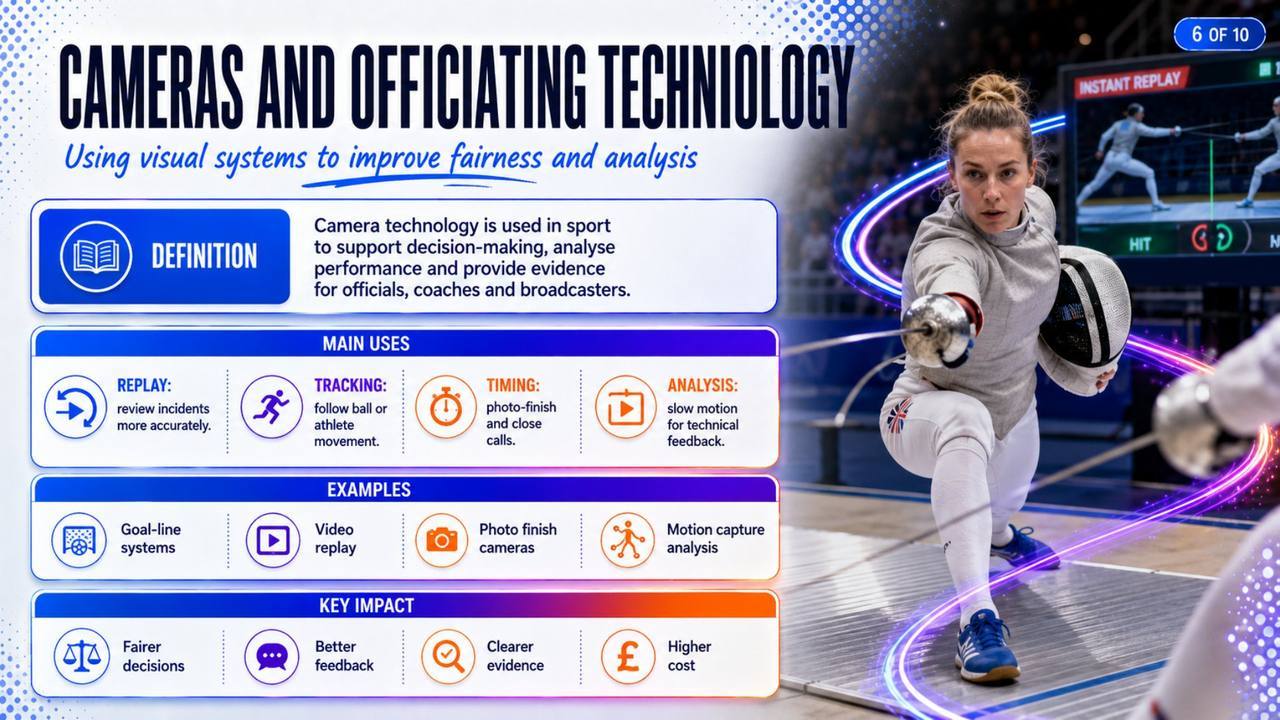 6 OF 10
CAMERAS AND OFFICIATING TECHNIOLOGY
Using visual systems to improve fairness and analysis
DEFINITION
Camera technology is used in sport
to support decision-making, analyse
performance and provide evidence
for officials, coaches and broadcasters.
MAIN USES
REPLAY:
review incidents
more accurately.
TRACKING:
follow ball or
athlete
movement.
TIMING:
photo-finish
and close
calls.
ANALYSIS:
slow motion
for technical
feedback.
EXAMPLES
Goal-line
systems
Video
replay
Photo finish
cameras
Motion capture
analysis
KEY IMPACT
Fairer
decisions
Better
feedback
Clearer
evidence
£
Higher
cost
INSTANT REPLAY
HIT